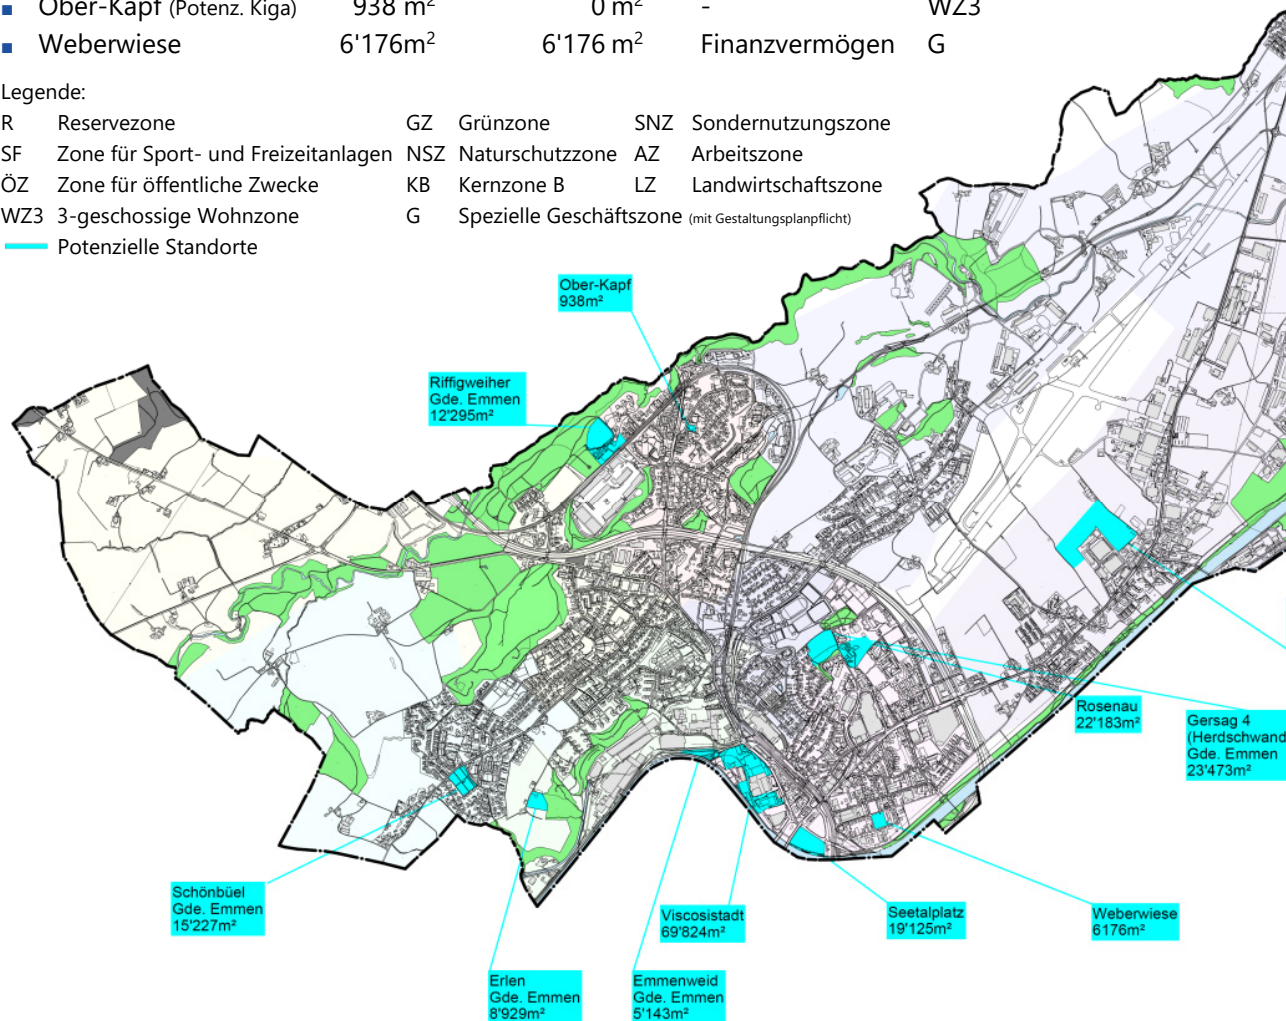 Ober-Kapf (Potenz. Kiga) 938 m² 0 m² - WZ3
Weberwiese 6'176m² 6'176 m² Finanzvermögen G
Legende:
R Reservezone GZ Grünzone SNZ Sondernutzungszone
SF Zone für Sport- und Freizeitanlagen NSZ Naturschutzzone AZ Arbeitszone
ÖZ Zone für öffentliche Zwecke KB Kernzone B LZ Landwirtschaftszone
WZ3 3-geschossige Wohnzone G Spezielle Geschäftszone (mit Gestaltungsplanpflicht)
Potenzielle Standorte
Ober-Kapf
938m²
Riffigweiher
Gde. Emmen
12'295m²
Rosenau
22'183m²
Gersag 4
(Herdschwand
Gde. Emmen
23'473m²
Schönbüel
Gde. Emmen
15'227m²
Viscosistadt
69'824m²
Seetalplatz
19'125m²
Weberwiese
6176m²
Erlen
Gde. Emmen
8'929m²
Emmenweid
Gde. Emmen
5'143m²